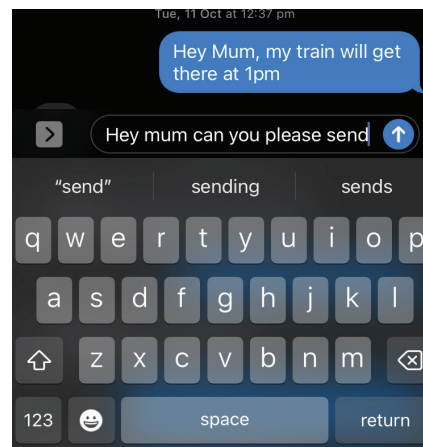 Tue, 11 Oct at 12:37 pm
Hey Mum, my train will get
there at 1pm
Hey mum can you please send
“send” sending sends
q w e r t y u i o p
a s d f g h j k l
z x c v b n m
123 space return